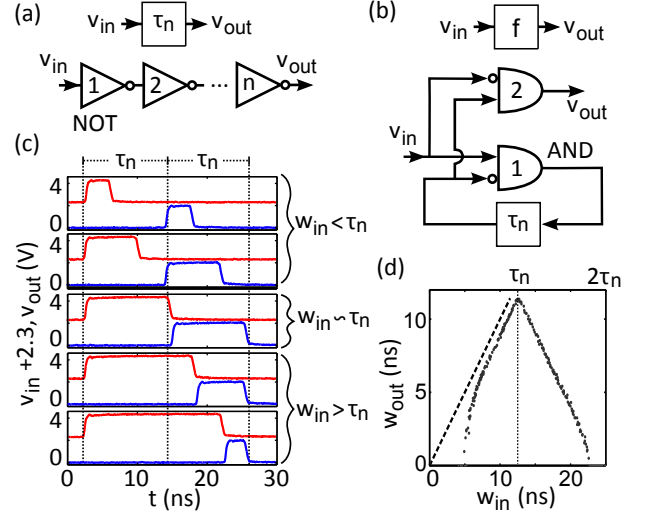 (a)
v_in τ_n v_out
v_in 1 2 ... n v_out
NOT
(b)
v_in f v_out
2
v_out
v_in
AND
1
τ_n
(c)
τ_n τ_n
4
0
w_in < τ_n
4
0
4
0
w_in ~ τ_n
4
0
w_in > τ_n
4
0
v_in +2.3, v_out (V)
0 10 20 30
t (ns)
(d)
τ_n 2τ_n
10
5
0
w_out (ns)
0 10 20
w_in (ns)